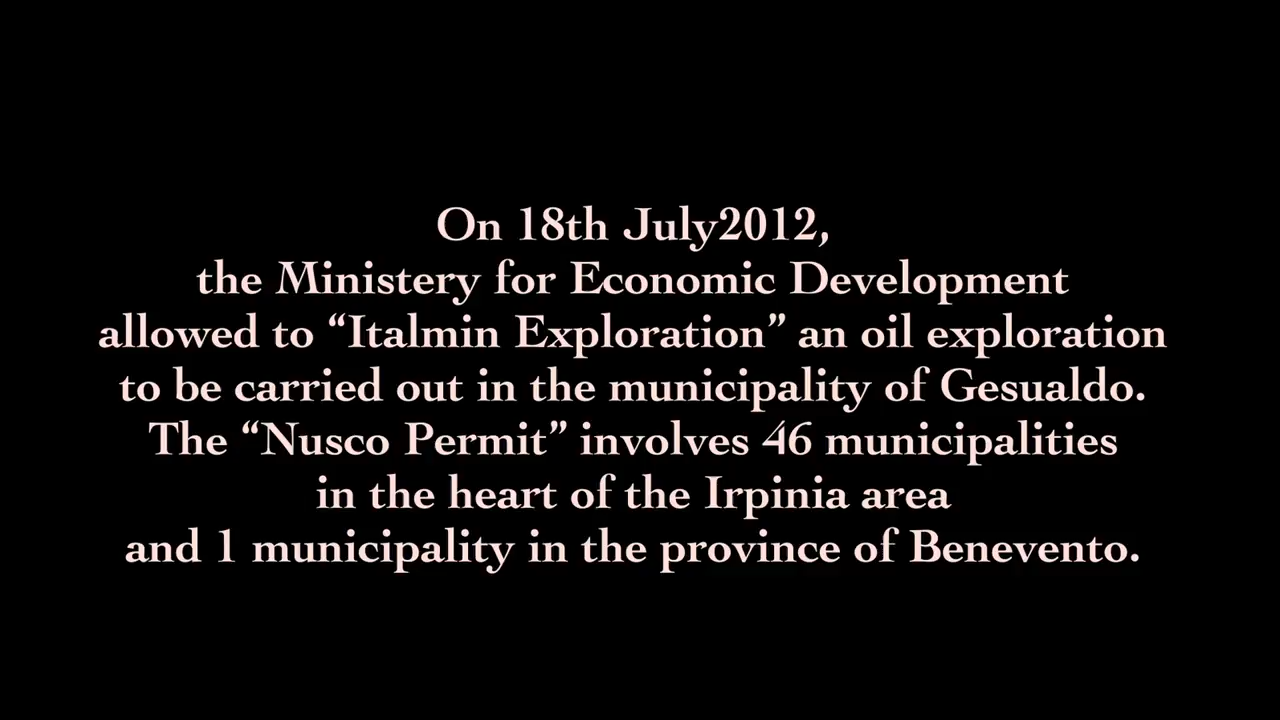 On 18th July2012,
the Ministery for Economic Development
allowed to “Italmin Exploration” an oil exploration
to be carried out in the municipality of Gesualdo.
The “Nusco Permit” involves 46 municipalities
in the heart of the Irpinia area
and 1 municipality in the province of Benevento.